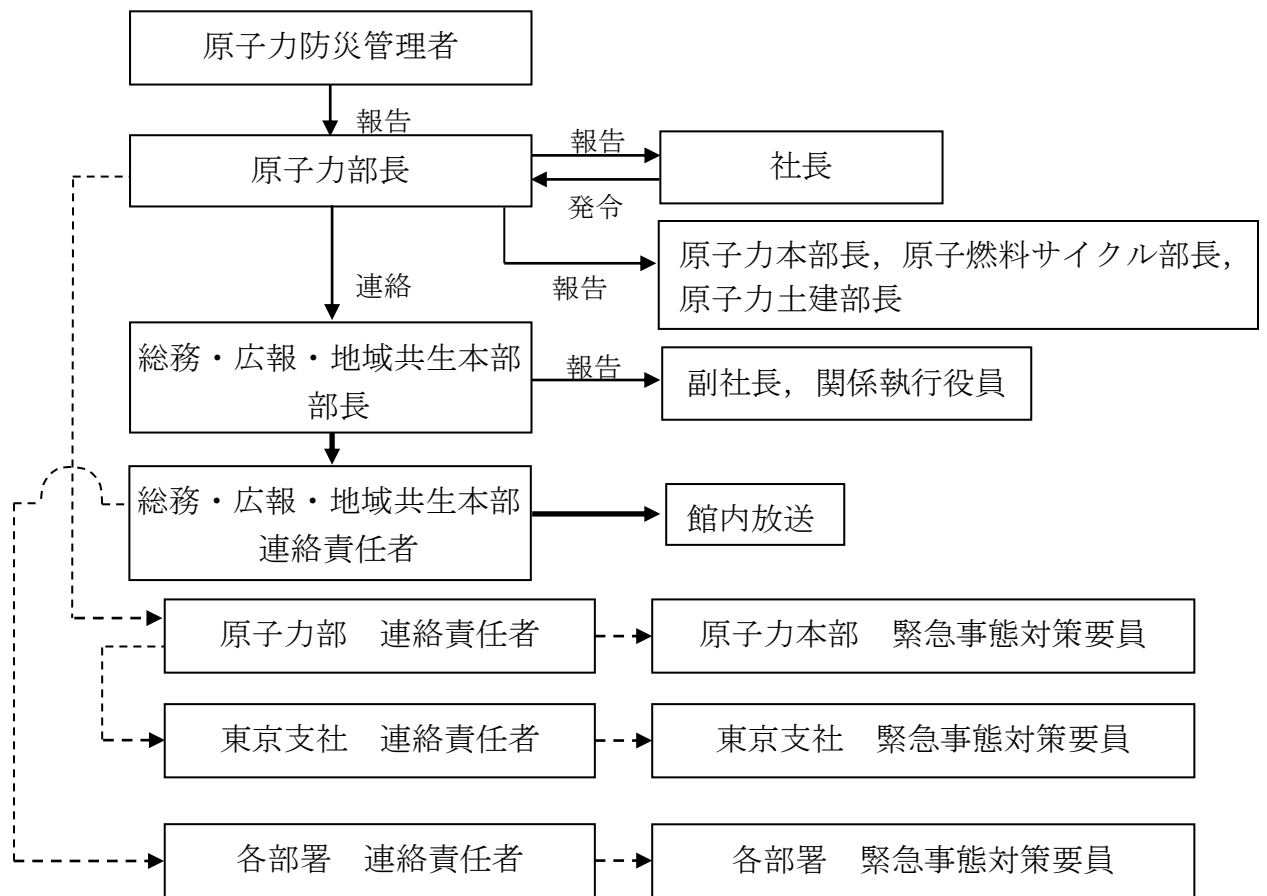 原子力防災管理者
報告
原子力部長
報告
社長
発令
原子力本部長，原子燃料サイクル部長，
原子力土建部長
報告
連絡
総務・広報・地域共生本部
部長
報告
副社長，関係執行役員
総務・広報・地域共生本部
連絡責任者
館内放送
原子力部　連絡責任者
原子力本部　緊急事態対策要員
東京支社　連絡責任者
東京支社　緊急事態対策要員
各部署　連絡責任者
各部署　緊急事態対策要員